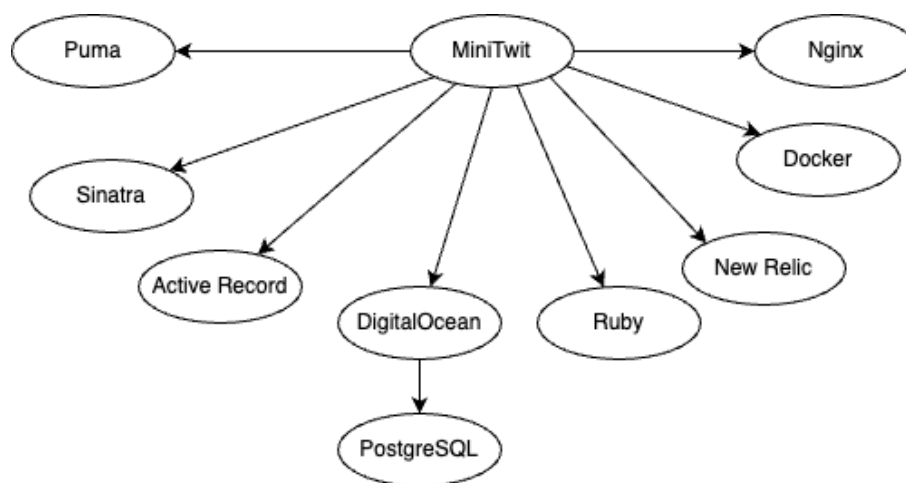 Puma
MiniTwit
Nginx
Docker
Sinatra
New Relic
Active Record
DigitalOcean
Ruby
PostgreSQL